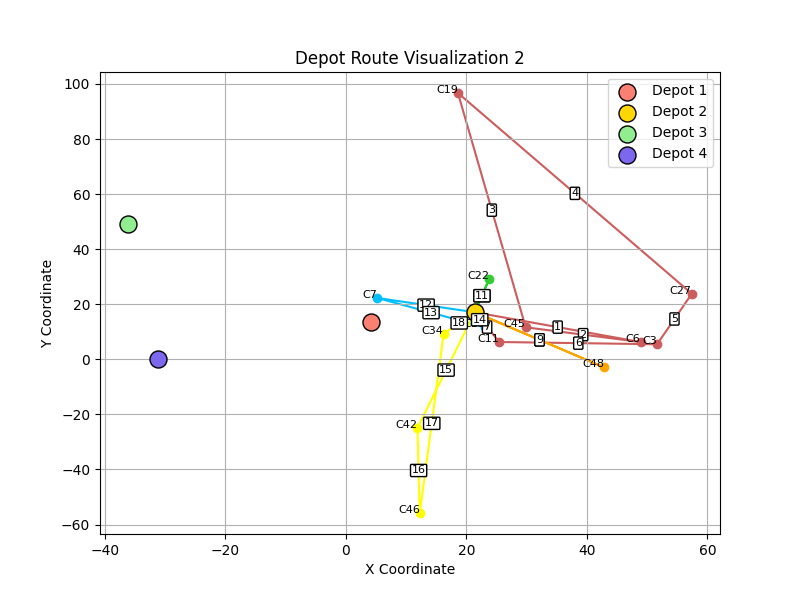 Depot Route Visualization 2
Depot 1
Depot 2
Depot 3
Depot 4
Y Coordinate
100
80
60
40
20
0
−20
−40
−60
C19
4
3
C22
C27
C7
11
12
13
18
14
C45
1
2
5
C34
C11
9
6
C6
C3
15
C48
C42
17
16
C46
−40
−20
0
20
40
60
X Coordinate